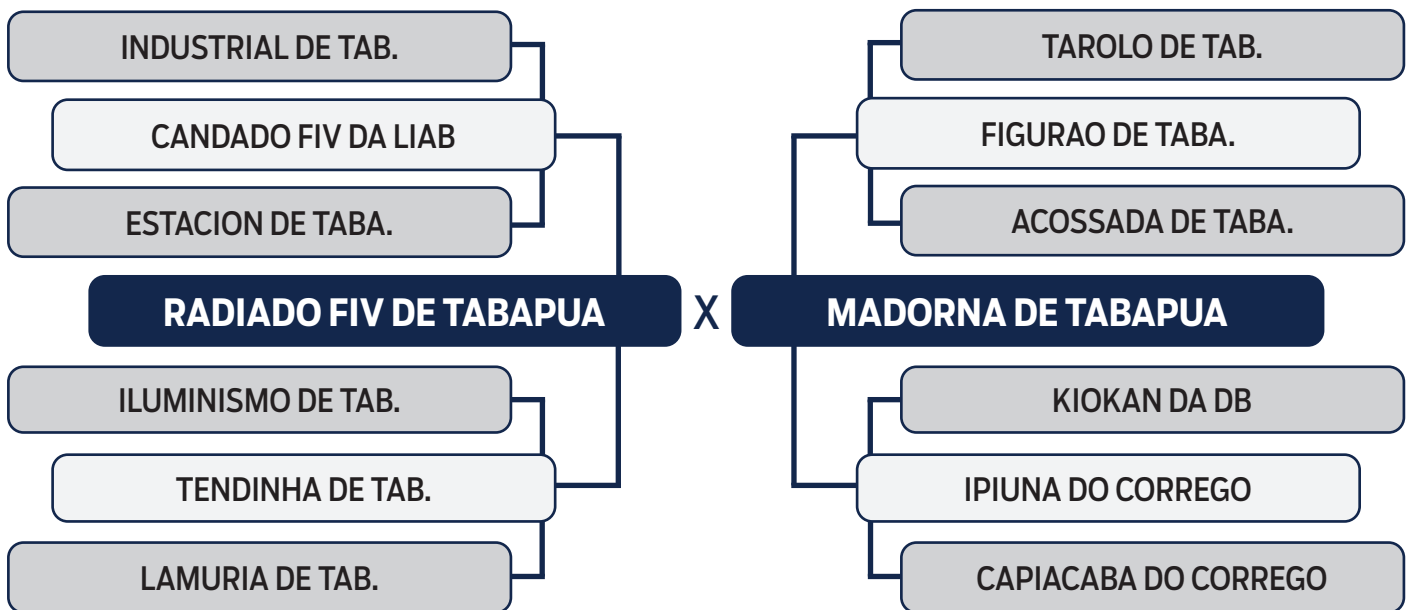 INDUSTRIAL DE TAB.
TAROLO DE TAB.
CANDADO FIV DA LIAB
FIGURAO DE TABA.
ESTACION DE TABA.
ACOSSADA DE TABA.
RADIADO FIV DE TABAPUA X MADORNA DE TABAPUA
ILUMINISMO DE TAB.
KIOKAN DA DB
TENDINHA DE TAB.
IPIUNA DO CORREGO
LAMURIA DE TAB.
CAPIACABA DO CORREGO